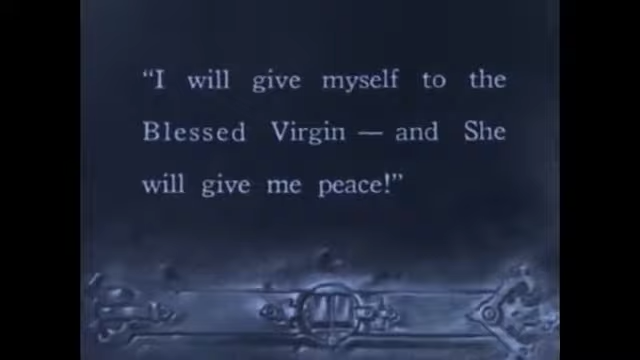 “I will give myself to the
Blessed Virgin — and She
will give me peace!”